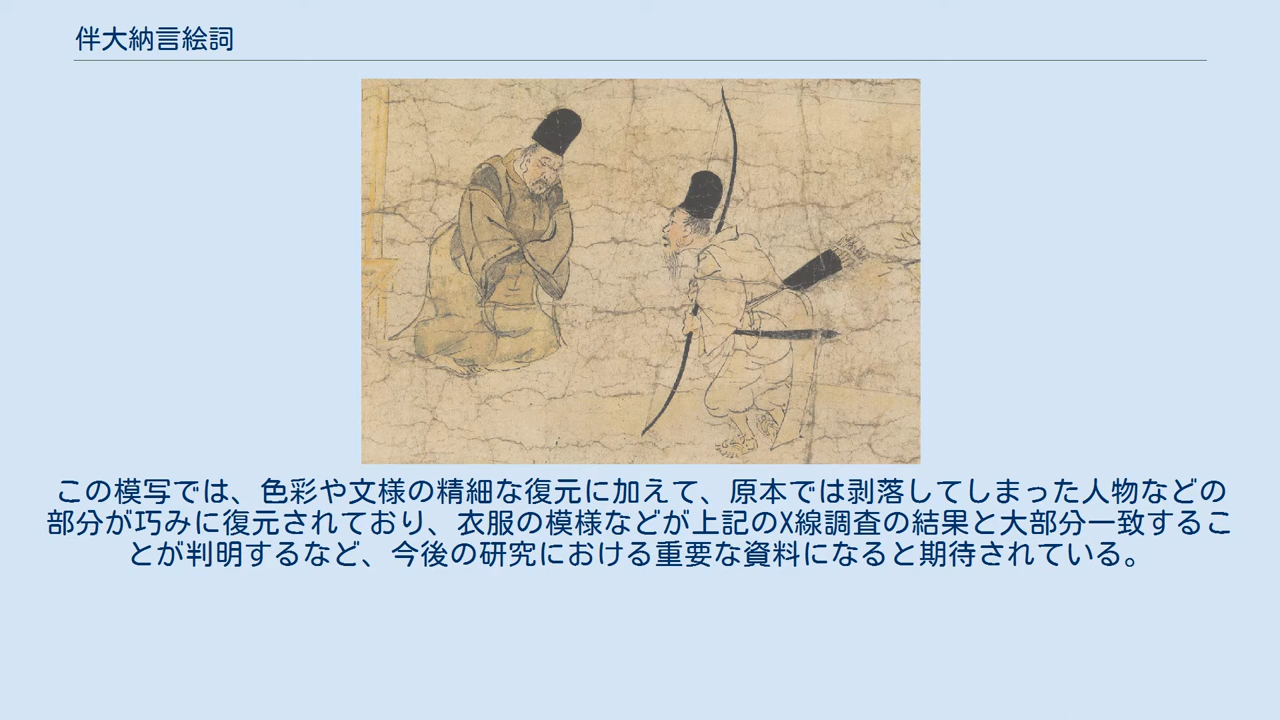 伴大納言絵詞
この模写では、色彩や文様の精細な復元に加えて、原本では剥落してしまった人物などの
部分が巧みに復元されており、衣服の模様などが上記のX線調査の結果と大部分一致するこ
とが判明するなど、今後の研究における重要な資料になると期待されている。